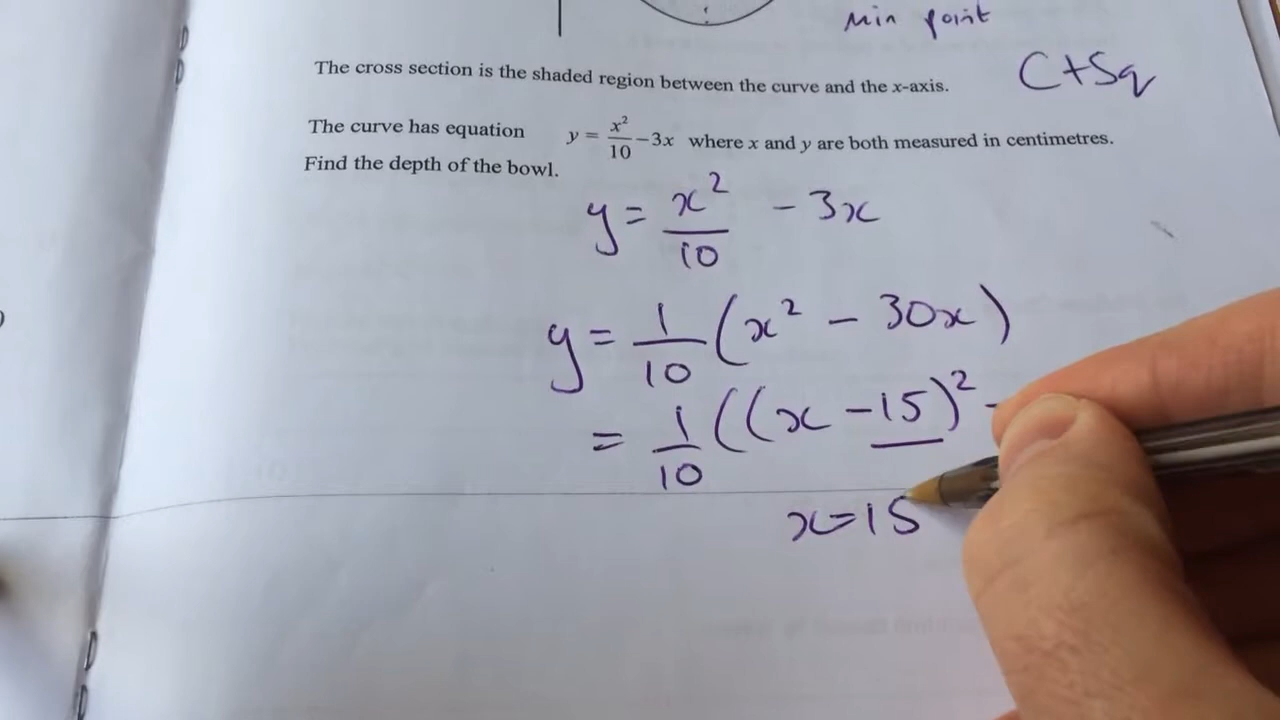 Min point
C+Sq
The cross section is the shaded region between the curve and the x-axis.
The curve has equation y = x²/10 − 3x where x and y are both measured in centimetres.
Find the depth of the bowl.
y = x²/10 − 3x
y = 1/10 (x² − 30x)
= 1/10 ((x − 15)² −
x = 15